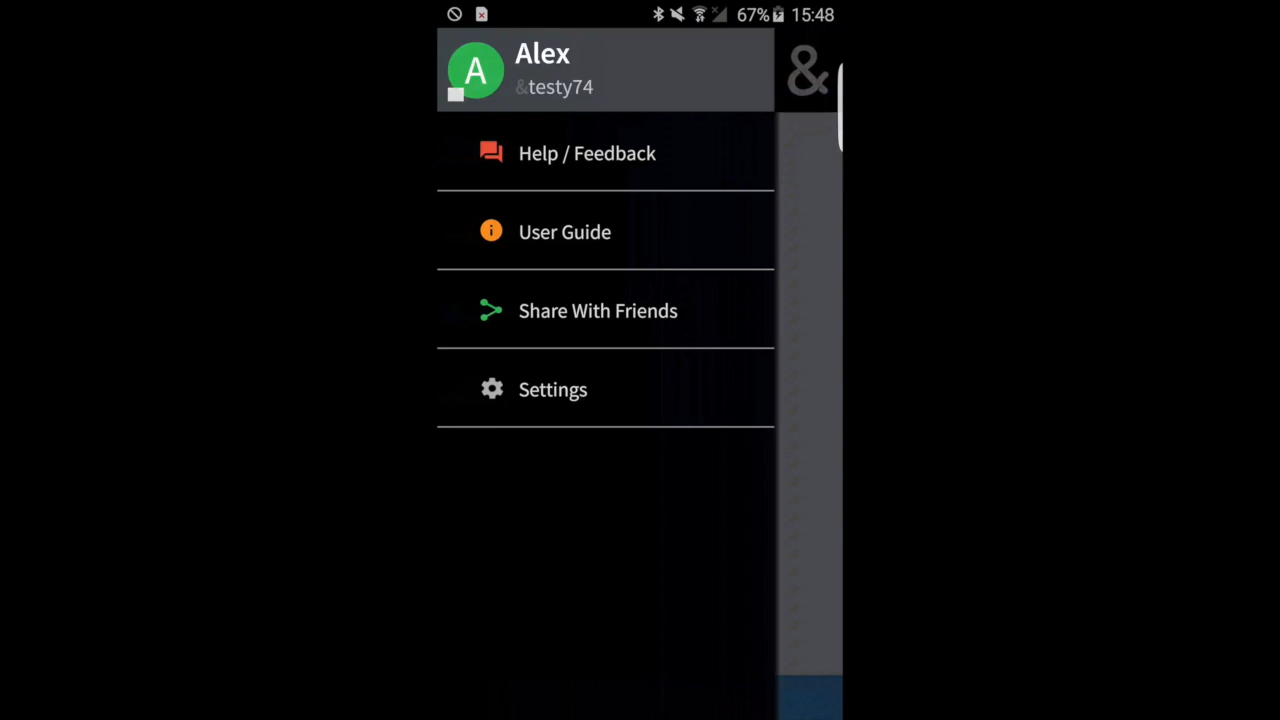 67% 15:48
Alex
&
A
&testy74
Help / Feedback
User Guide
Share With Friends
Settings